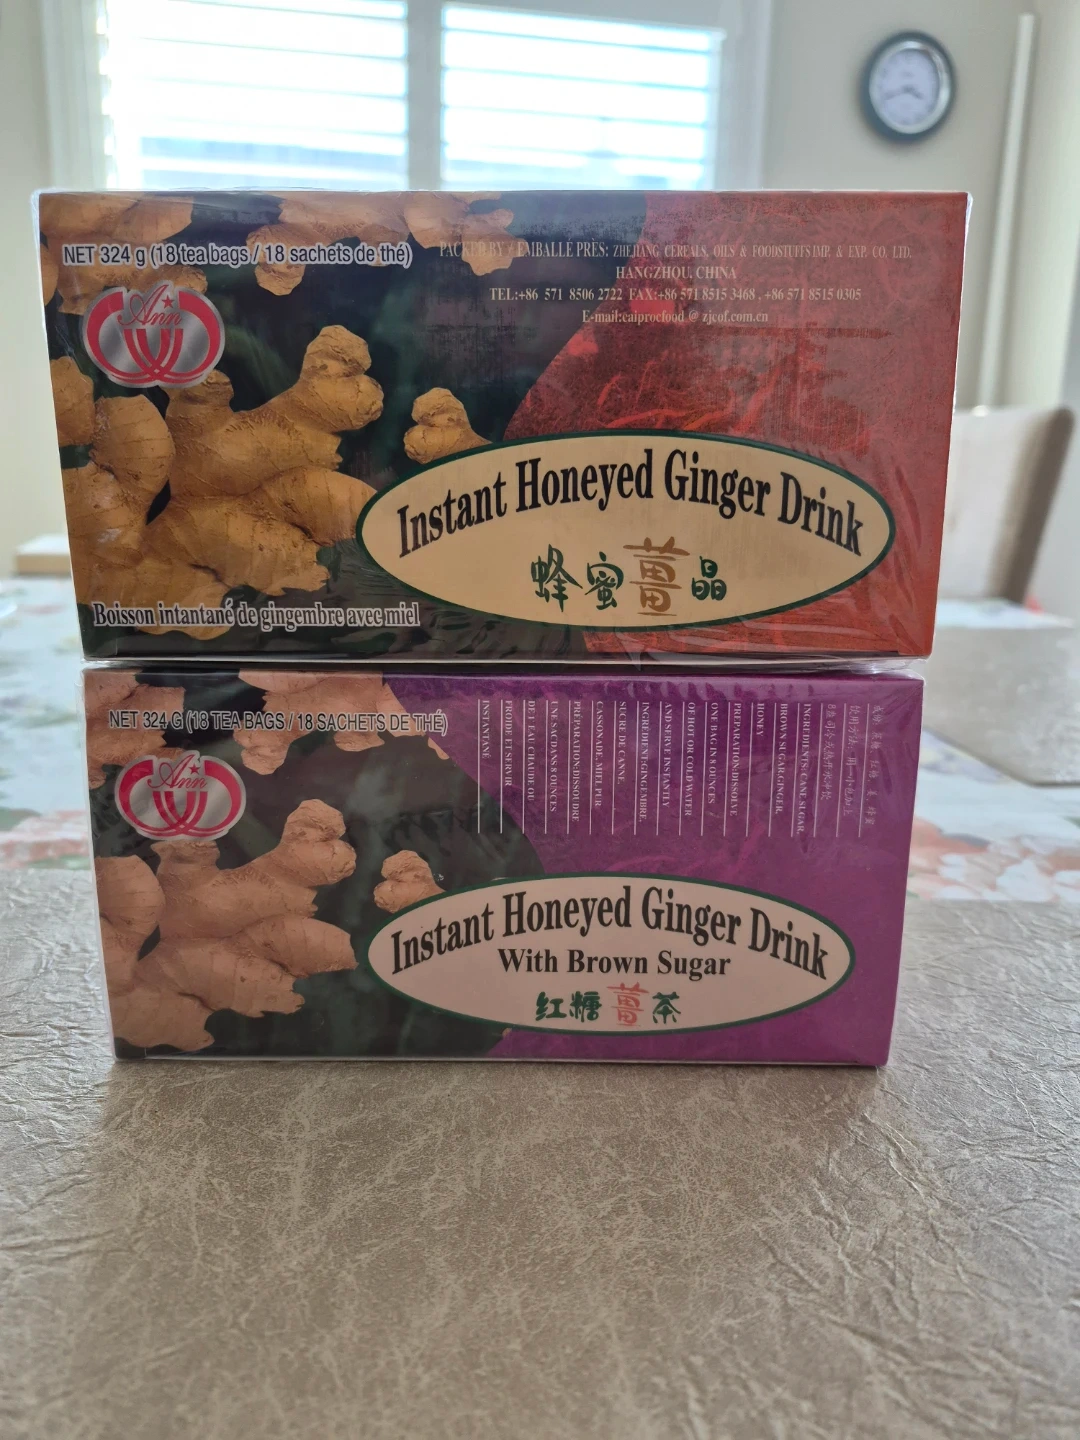 NET 324 g (18 tea bags / 18 sachets de thé)
PACKED BY / EMBALLE PRES: ZHEJIANG CEREALS, OILS & FOODSTUFFS IMP. & EXP. CO. LTD.
HANGZHOU, CHINA
TEL:+86 571 8506 2722 FAX:+86 571 8515 3468 , +86 571 8515 0305
E-mail:caiprocfood @ zjcof.com.cn
Ann
Instant Honeyed Ginger Drink
蜂蜜薑晶
Boisson intantané de gingembre avec miel
NET 324 G (18 TEA BAGS / 18 SACHETS DE THÉ)
Ann
INGREDIENTS: CANE SUGAR,
BROWN SUGAR,GINGER,
HONEY
PREPARATION:DISSOLVE
ONE BAG IN 8 OUNCES
OF HOT OR COLD WATER
AND SERVE INSTANTLY
INGRÉDIENT:GINGEMBRE,
SUCRE DE CANNE,
CASSONADE, MIEL PUR
PRÉPARATION:DISSOUDRE
UNE SAC DANS 8 OUNCES
DE L'EAU CHAUDE OU
FROIDE ET SERVIR
INSTANTANÉ
Instant Honeyed Ginger Drink
With Brown Sugar
红糖薑茶